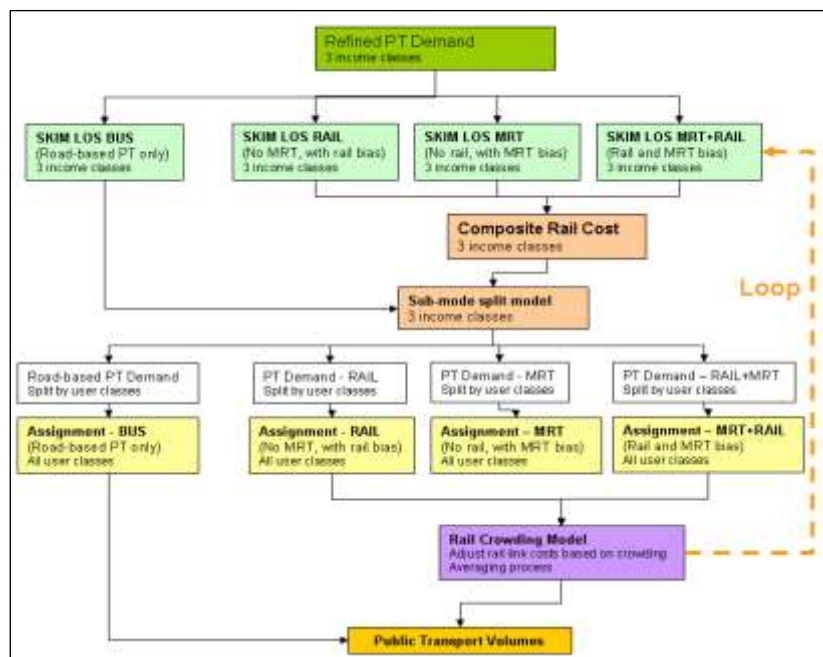 Refined PT Demand
3 income classes
SKIM LOS BUS
(Road-based PT only)
3 income classes
SKIM LOS RAIL
(No MRT, with rail bias)
3 income classes
SKIM LOS MRT
(No rail, with MRT bias)
3 income classes
SKIM LOS MRT+RAIL
(Rail and MRT bias)
3 income classes
Composite Rail Cost
3 income classes
Loop
Sub-mode split model
3 income classes
Road-based PT Demand
Split by user classes
PT Demand - RAIL
Split by user classes
PT Demand - MRT
Split by user classes
PT Demand – RAIL+MRT
Split by user classes
Assignment - BUS
(Road-based PT only)
All user classes
Assignment - RAIL
(No MRT, with rail bias)
All user classes
Assignment – MRT
(No rail, with MRT bias)
All user classes
Assignment – MRT+RAIL
(Rail and MRT bias)
All user classes
Rail Crowding Model
Adjust rail link costs based on crowding
Averaging process
Public Transport Volumes